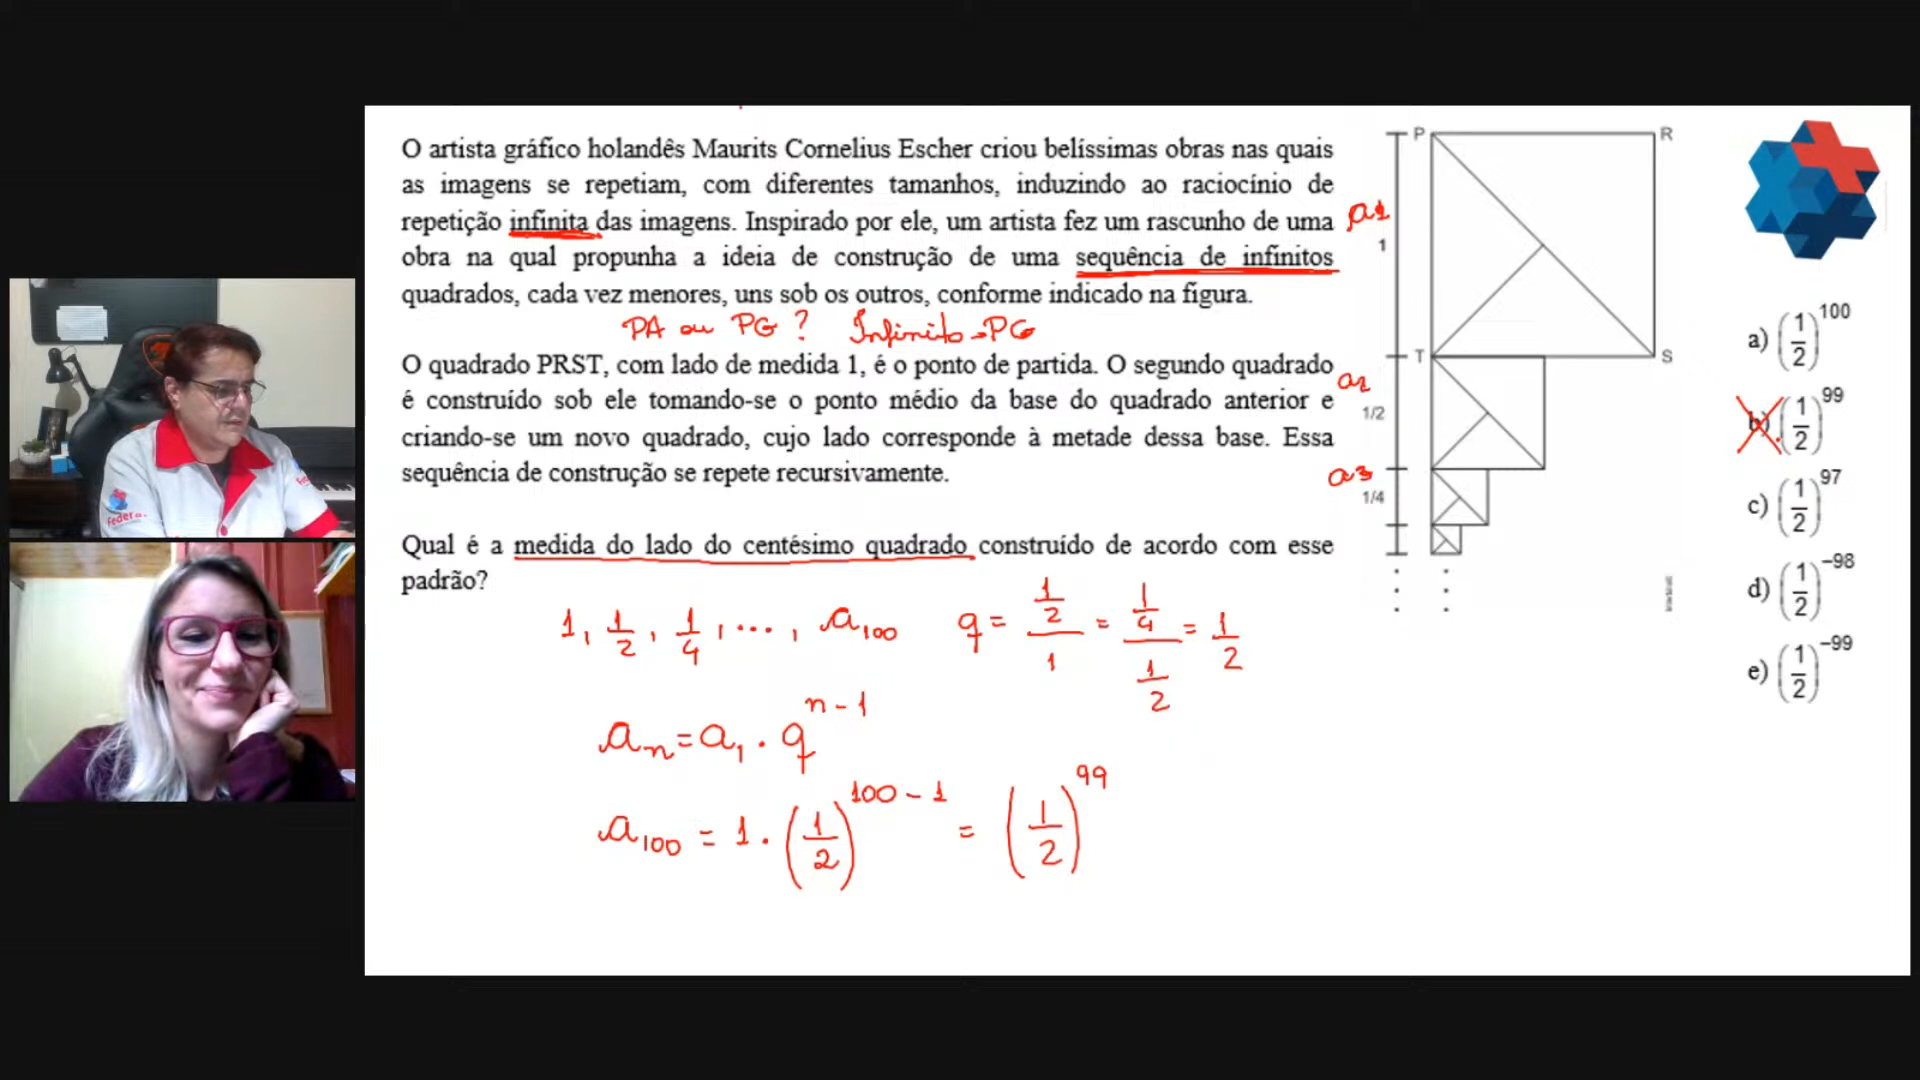 O artista gráfico holandês Maurits Cornelius Escher criou belíssimas obras nas quais
as imagens se repetiam, com diferentes tamanhos, induzindo ao raciocínio de
repetição infinita das imagens. Inspirado por ele, um artista fez um rascunho de uma
obra na qual propunha a ideia de construção de uma sequência de infinitos
quadrados, cada vez menores, uns sob os outros, conforme indicado na figura.
PA ou PG? Infinito → PG
O quadrado PRST, com lado de medida 1, é o ponto de partida. O segundo quadrado
é construído sob ele tomando-se o ponto médio da base do quadrado anterior e
criando-se um novo quadrado, cujo lado corresponde à metade dessa base. Essa
sequência de construção se repete recursivamente.
Qual é a medida do lado do centésimo quadrado construído de acordo com esse
padrão?
1, 1/2, 1/4, ..., a₁₀₀ q = (1/2)/1 = (1/4)/(1/2) = 1/2
aₙ = a₁ . qⁿ⁻¹
a₁₀₀ = 1 . (1/2)¹⁰⁰⁻¹ = (1/2)⁹⁹
P R
a1
1
T S
a2
1/2
a3
1/4
a) (1/2)¹⁰⁰
b) (1/2)⁹⁹
c) (1/2)⁹⁷
d) (1/2)⁻⁹⁸
e) (1/2)⁻⁹⁹